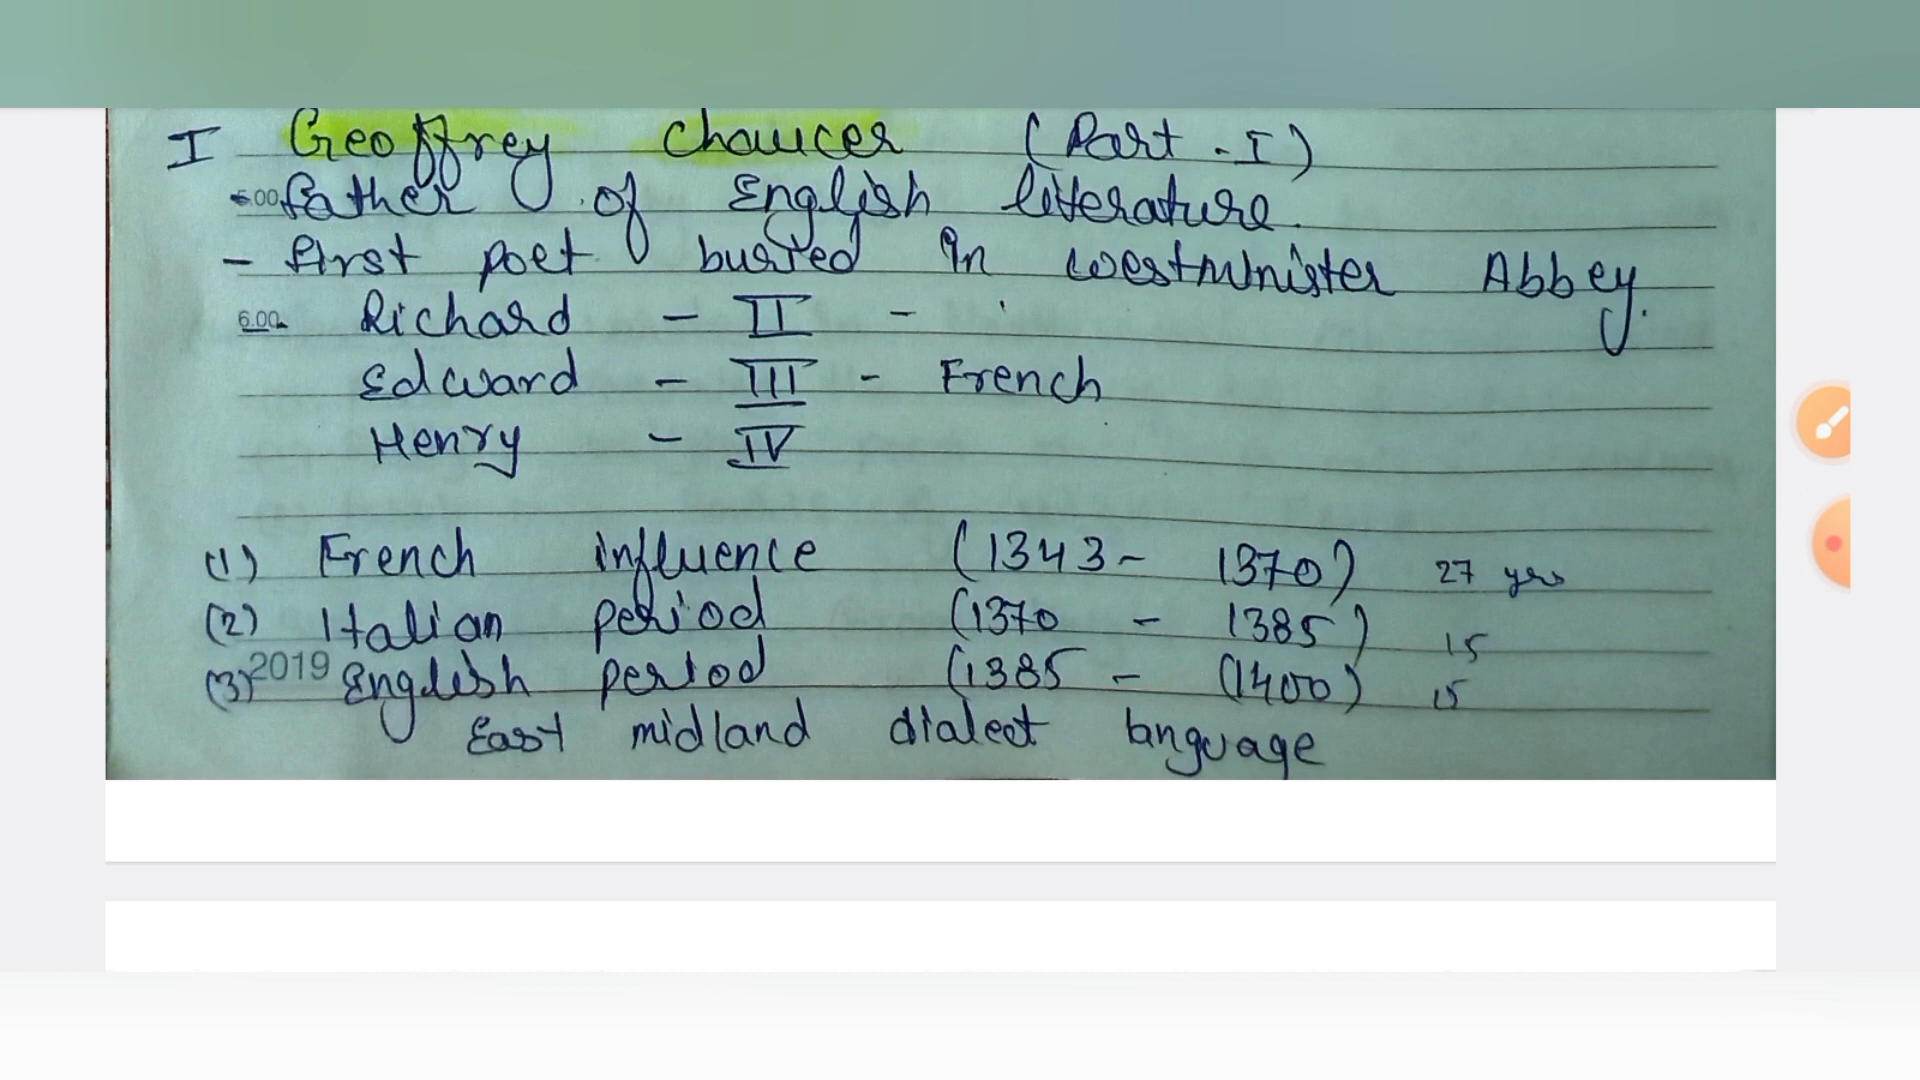 I Geoffrey Chaucer (Part - I)
5.00 father of English literature.
- first poet buried in westminister Abbey.
6.00 Richard - II -
Edward - III - French
Henry - IV
(1) French influence (1343 - 1370) 27 yrs
(2) Italian period (1370 - 1385) 15
(3) 2019 English period (1385 - (1400) 15
East midland dialect language